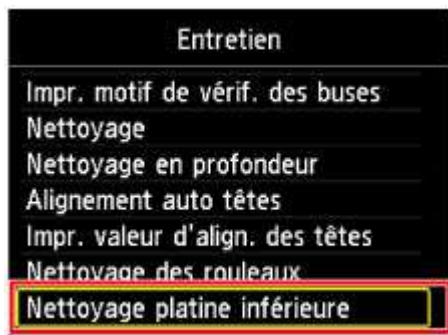 Entretien
Impr. motif de vérif. des buses
Nettoyage
Nettoyage en profondeur
Alignement auto têtes
Impr. valeur d'align. des têtes
Nettoyage des rouleaux
Nettoyage platine inférieure